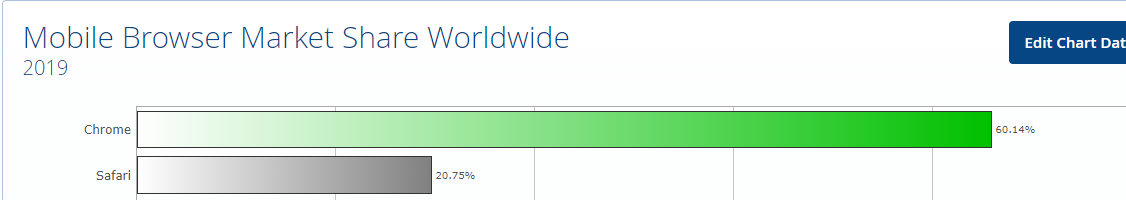 Mobile Browser Market Share Worldwide
2019
Edit Chart Dat
Chrome 60.14%
Safari 20.75%